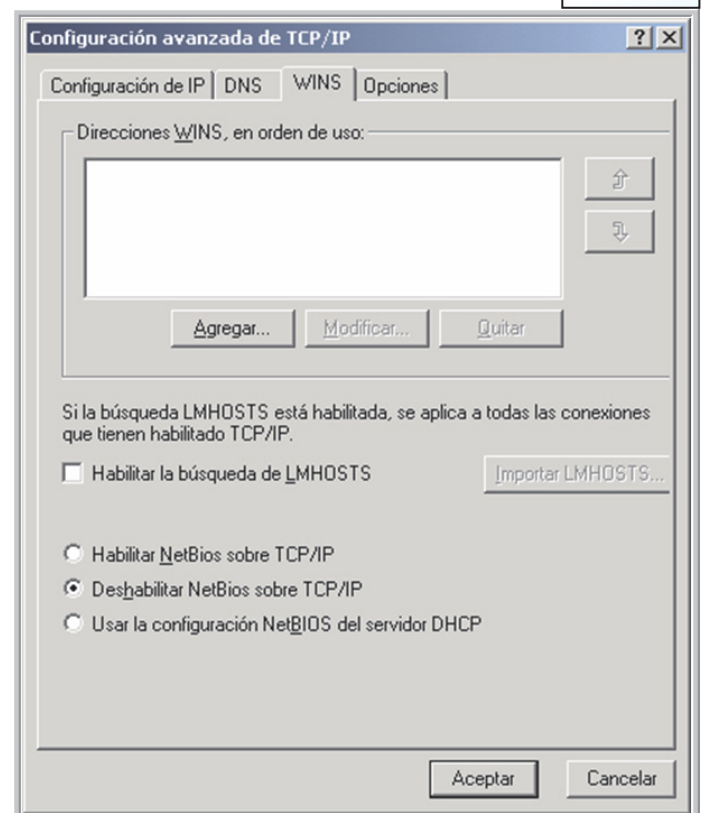 Configuración avanzada de TCP/IP
Configuración de IP DNS WINS Opciones
Direcciones WINS, en orden de uso:
Agregar... Modificar... Quitar
Si la búsqueda LMHOSTS está habilitada, se aplica a todas las conexiones
que tienen habilitado TCP/IP.
Habilitar la búsqueda de LMHOSTS Importar LMHOSTS...
Habilitar NetBios sobre TCP/IP
Deshabilitar NetBios sobre TCP/IP
Usar la configuración NetBIOS del servidor DHCP
Aceptar Cancelar